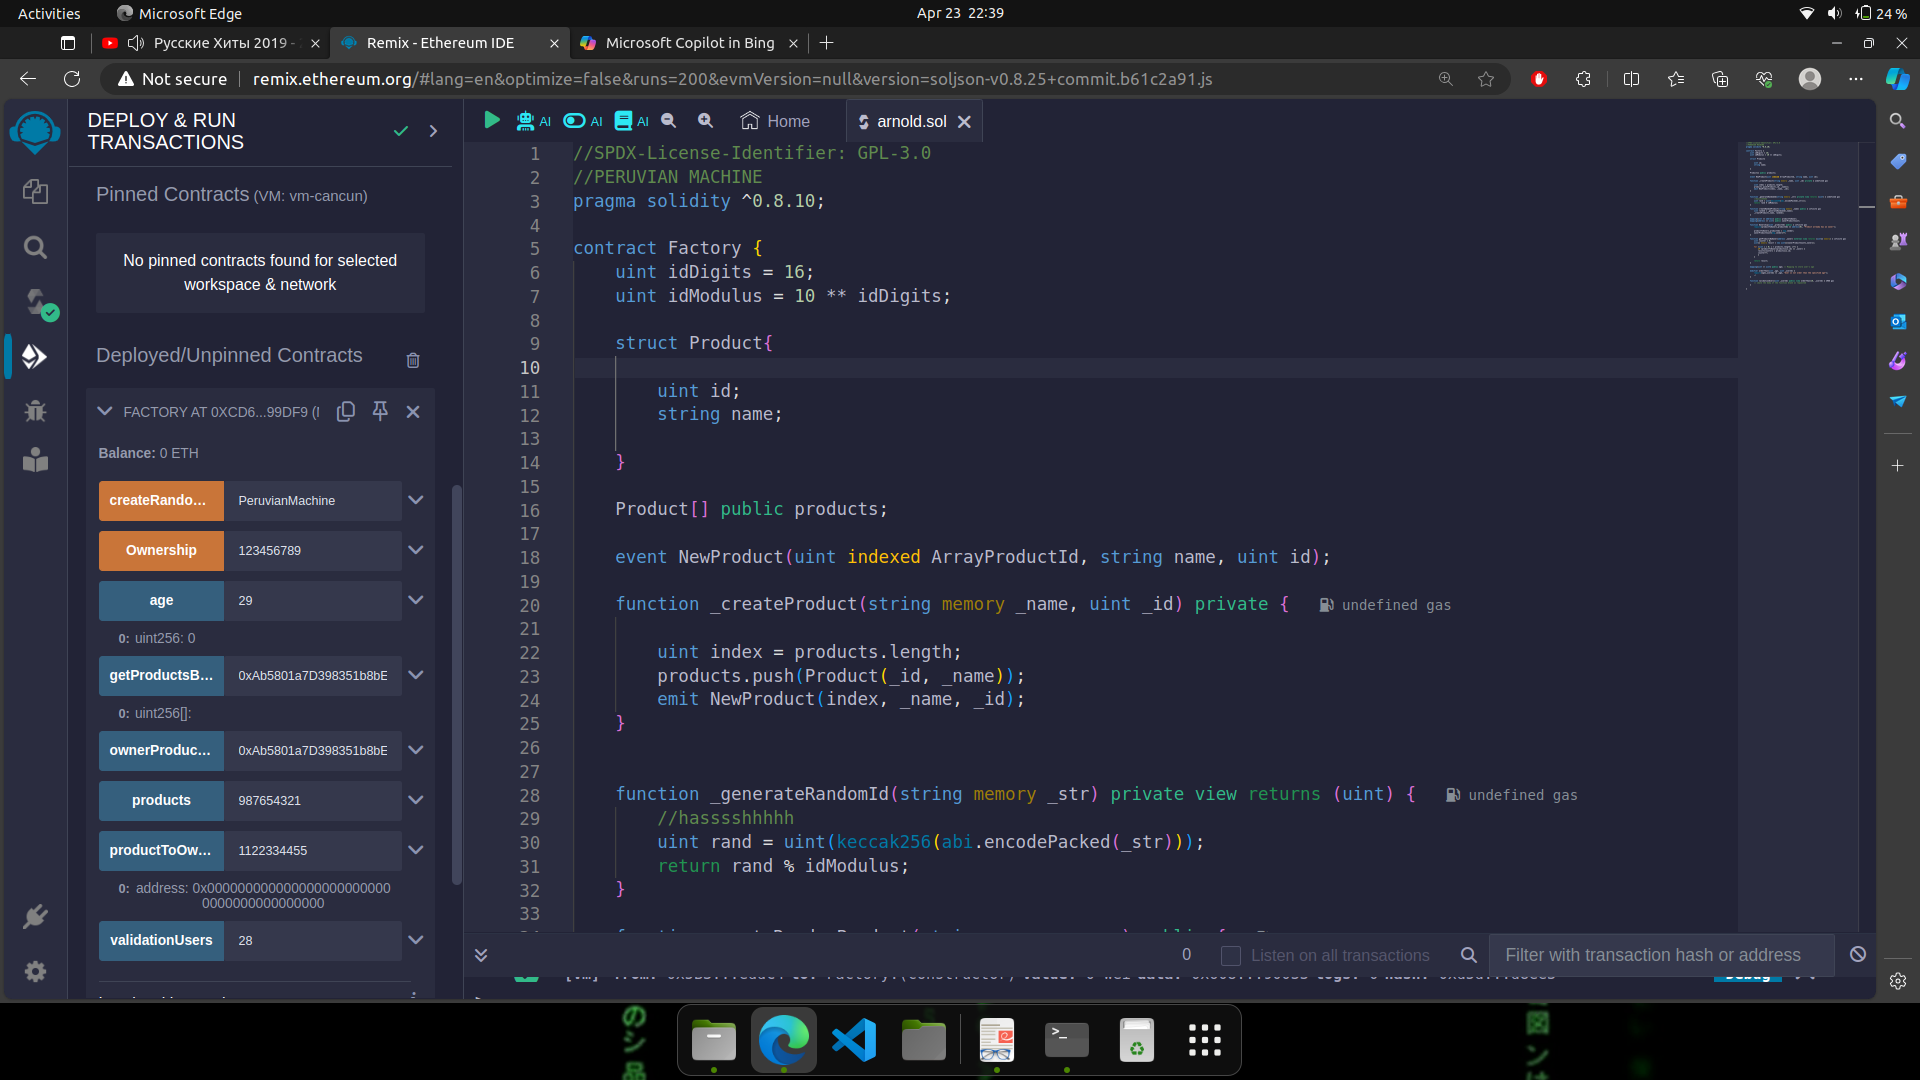 Activities Microsoft Edge Apr 23 22:39 24 %
Русские Хиты 2019 - Remix - Ethereum IDE Microsoft Copilot in Bing
Not secure remix.ethereum.org/#lang=en&optimize=false&runs=200&evmVersion=null&version=soljson-v0.8.25+commit.b61c2a91.js
DEPLOY & RUN
TRANSACTIONS
Pinned Contracts (VM: vm-cancun)
No pinned contracts found for selected
workspace & network
Deployed/Unpinned Contracts
FACTORY AT 0XCD6...99DF9 (
Balance: 0 ETH
createRando... PeruvianMachine
Ownership 123456789
age 29
0: uint256: 0
getProductsB... 0xAb5801a7D398351b8bE
0: uint256[]:
ownerProduc... 0xAb5801a7D398351b8bE
products 987654321
productToOw... 1122334455
0: address: 0x000000000000000000000000
0000000000000000
validationUsers 28
AI AI AI Home arnold.sol
1 //SPDX-License-Identifier: GPL-3.0
2 //PERUVIAN MACHINE
3 pragma solidity ^0.8.10;
4
5 contract Factory {
6 uint idDigits = 16;
7 uint idModulus = 10 ** idDigits;
8
9 struct Product{
10
11 uint id;
12 string name;
13
14 }
15
16 Product[] public products;
17
18 event NewProduct(uint indexed ArrayProductId, string name, uint id);
19
20 function _createProduct(string memory _name, uint _id) private { undefined gas
21
22 uint index = products.length;
23 products.push(Product(_id, _name));
24 emit NewProduct(index, _name, _id);
25 }
26
27
28 function _generateRandomId(string memory _str) private view returns (uint) { undefined gas
29 //hasssshhhhh
30 uint rand = uint(keccak256(abi.encodePacked(_str)));
31 return rand % idModulus;
32 }
33
0 Listen on all transactions Filter with transaction hash or address